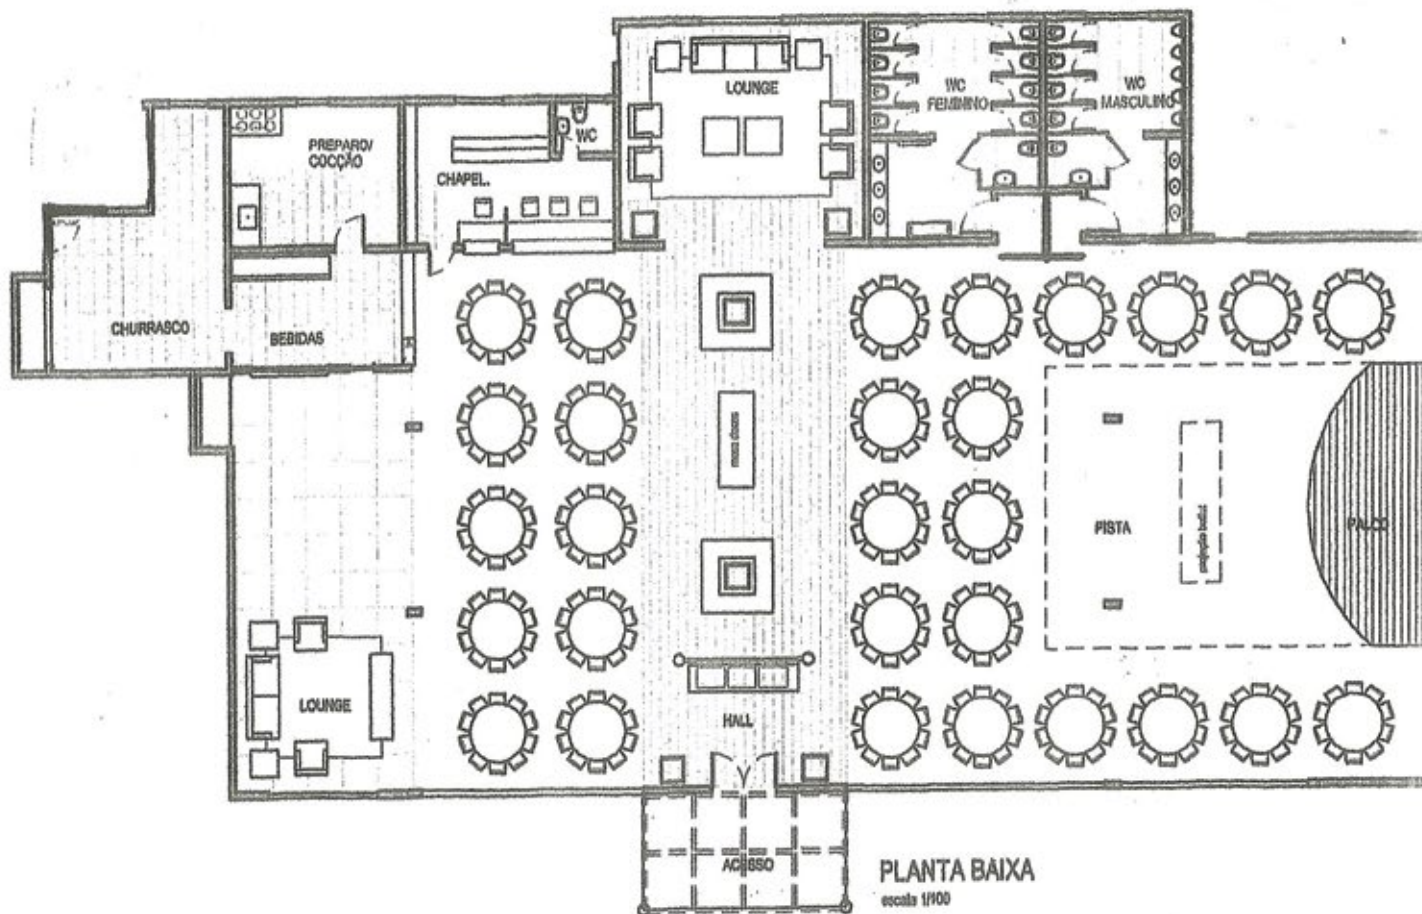 LOUNGE
WC
FEMININO
WC
MASCULINO
PREPARO/
COCÇÃO
WC
CHAPEL.
CHURRASCO
BEBIDAS
PISTA
PALCO
LOUNGE
HALL
ACESSO
PLANTA BAIXA
escala 1/100